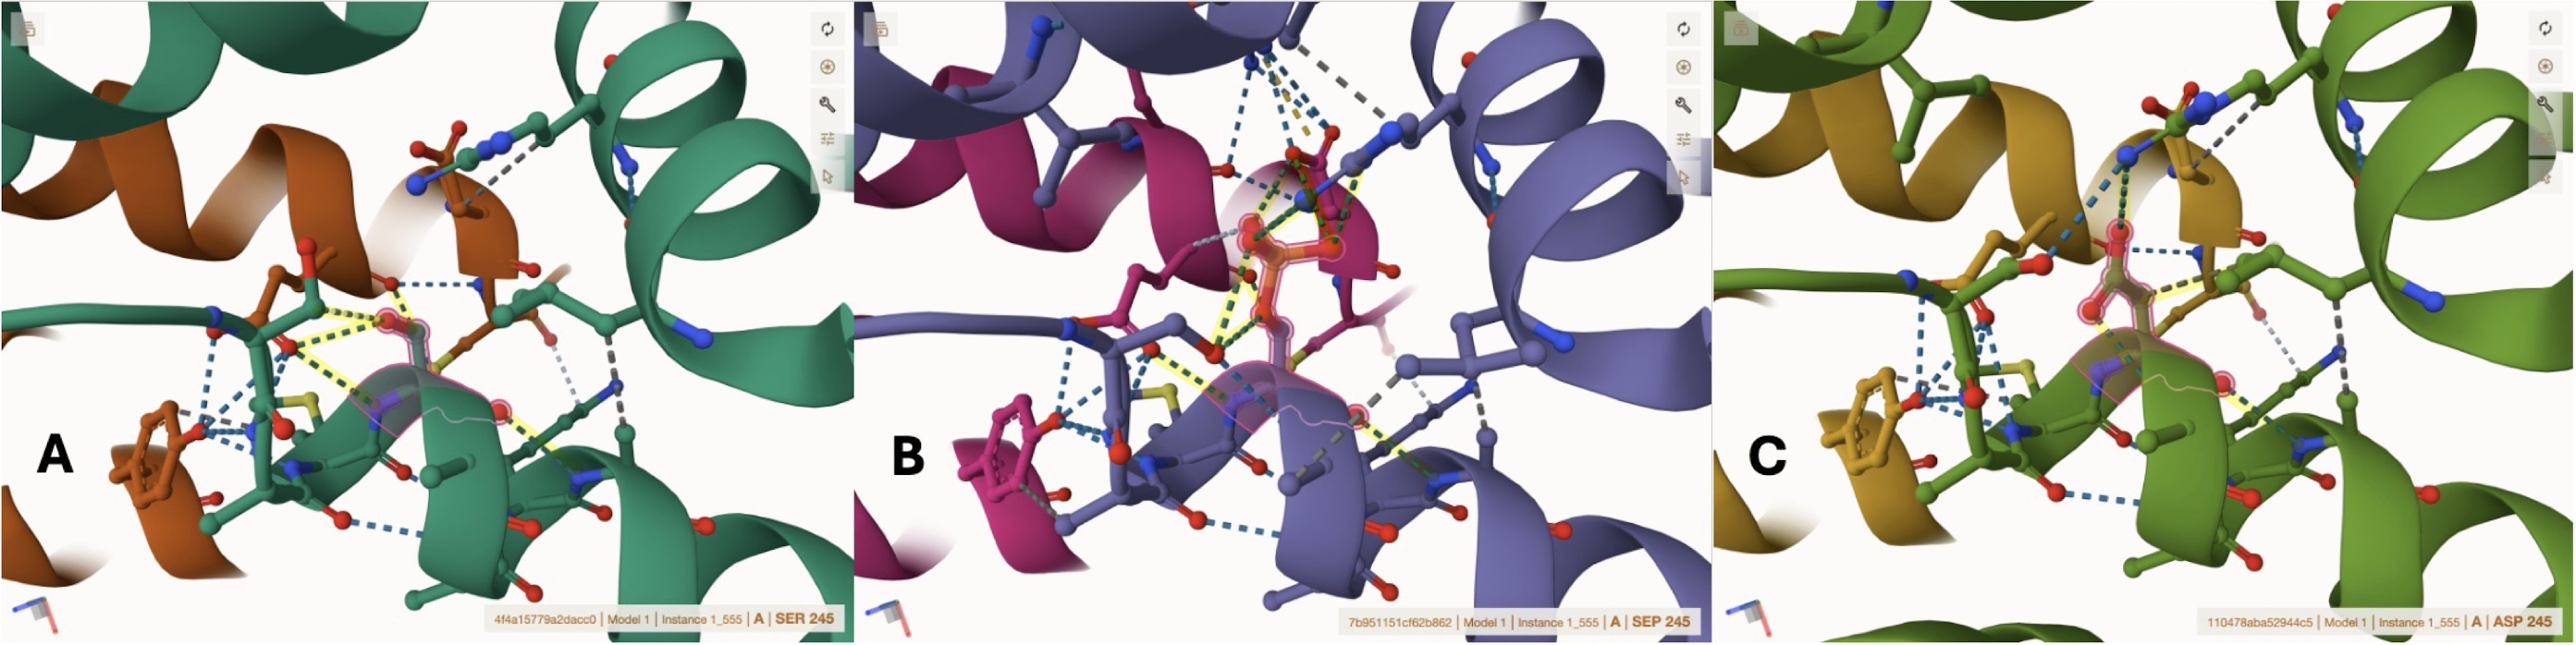 A
4f4a15779a2dacc0 | Model 1 | Instance 1_555 | A | SER 245
B
7b951151cf62b862 | Model 1 | Instance 1_555 | A | SEP 245
C
110478aba52944c5 | Model 1 | Instance 1_555 | A | ASP 245